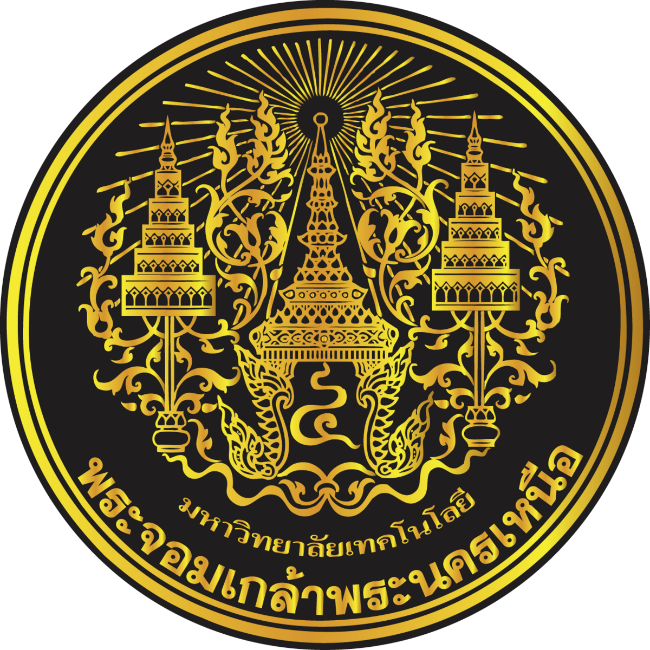 ๔
มหาวิทยาลัยเทคโนโลยี
พระจอมเกล้าพระนครเหนือ